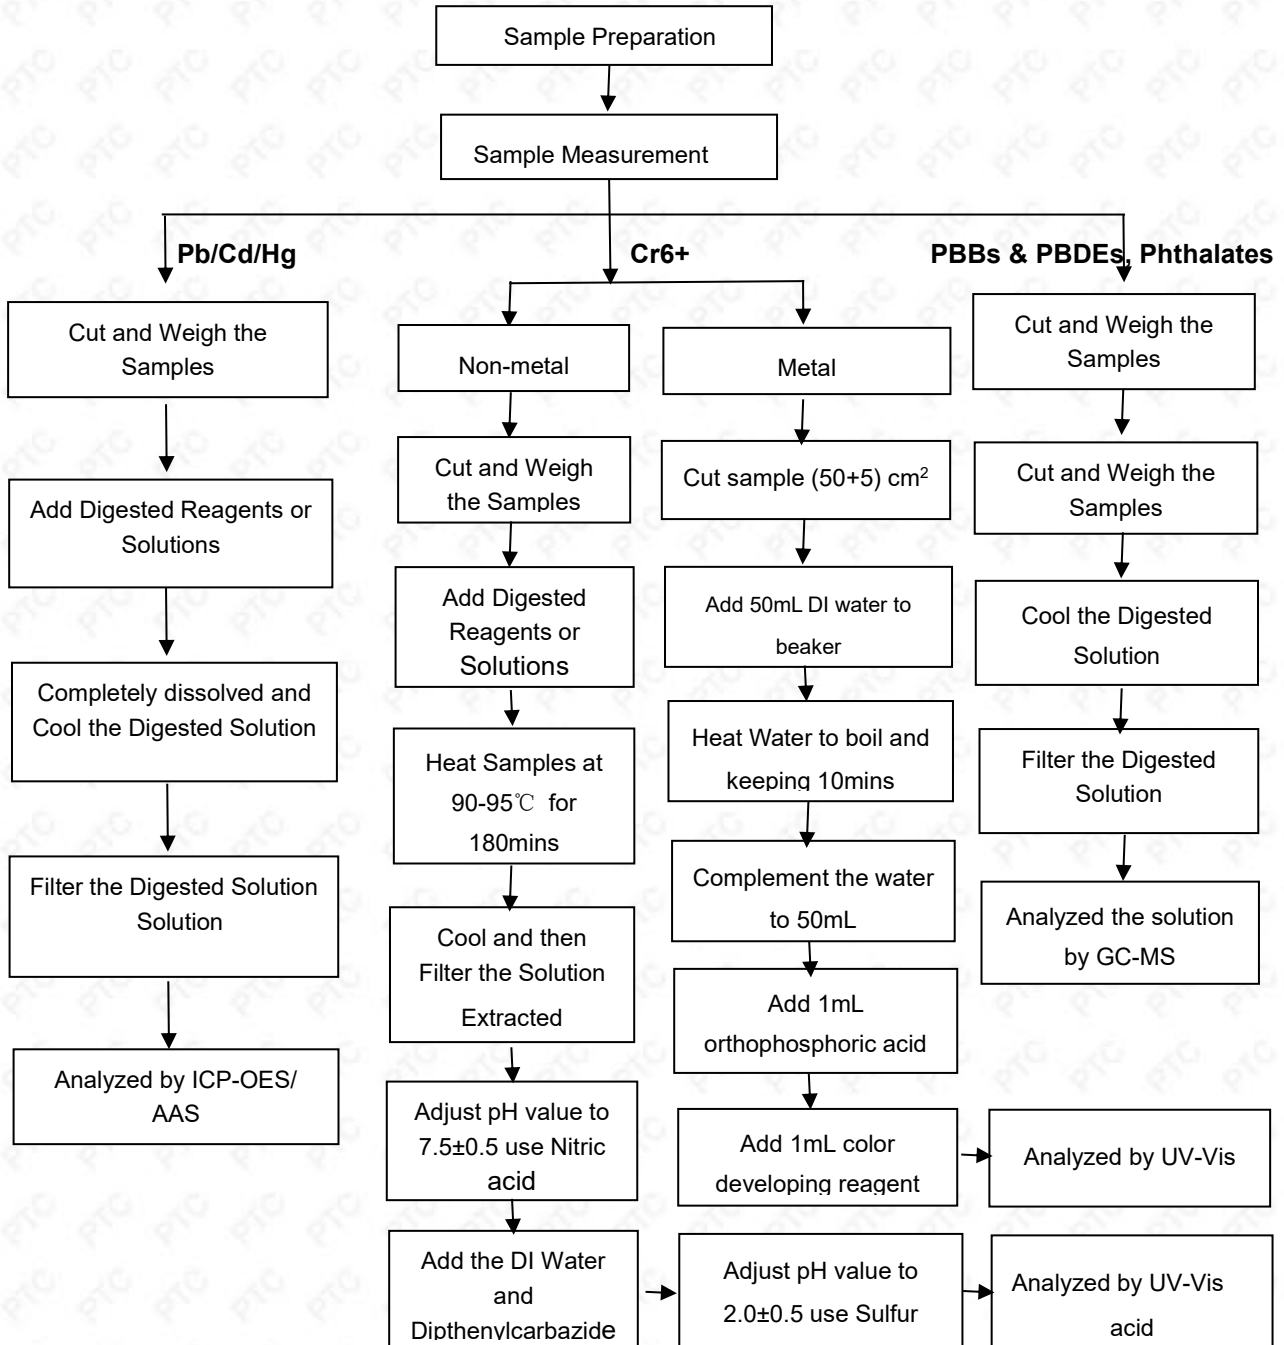 Sample Preparation
Sample Measurement
Pb/Cd/Hg
Cr6+
PBBs & PBDEs, Phthalates
Cut and Weigh the
Samples
Add Digested Reagents or
Solutions
Completely dissolved and
Cool the Digested Solution
Filter the Digested Solution
Solution
Analyzed by ICP-OES/
AAS
Non-metal
Cut and Weigh
the Samples
Add Digested
Reagents or
Solutions
Heat Samples at
90-95℃ for
180mins
Cool and then
Filter the Solution
Extracted
Adjust pH value to
7.5±0.5 use Nitric
acid
Add the DI Water
and
Dipthenylcarbazide
Metal
Cut sample (50+5) cm²
Add 50mL DI water to
beaker
Heat Water to boil and
keeping 10mins
Complement the water
to 50mL
Add 1mL
orthophosphoric acid
Add 1mL color
developing reagent
Analyzed by UV-Vis
Adjust pH value to
2.0±0.5 use Sulfur
Analyzed by UV-Vis
acid
Cut and Weigh the
Samples
Cut and Weigh the
Samples
Cool the Digested
Solution
Filter the Digested
Solution
Analyzed the solution
by GC-MS